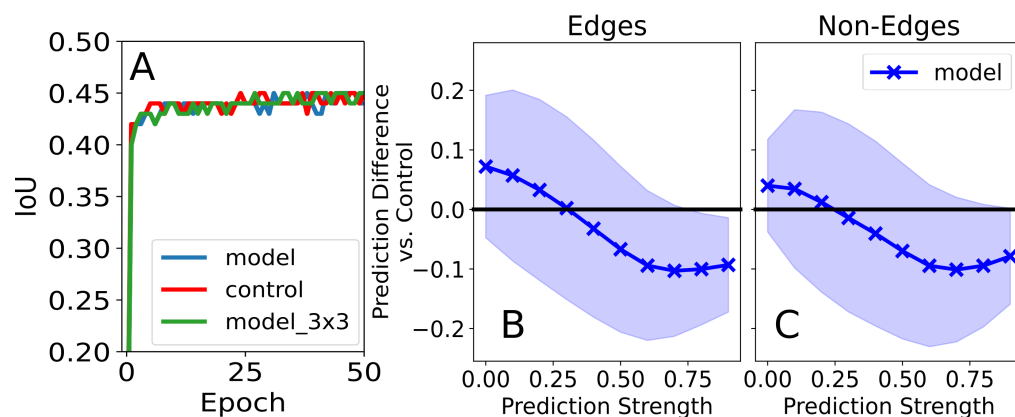 A
0.50
0.45
0.40
0.35
0.30
0.25
0.20
IoU
0
25
50
Epoch
model
control
model_3x3
Edges
Prediction Difference
vs. Control
0.2
0.1
0.0
−0.1
−0.2
B
0.00
0.25
0.50
0.75
Prediction Strength
Non-Edges
model
C
0.00
0.25
0.50
0.75
Prediction Strength